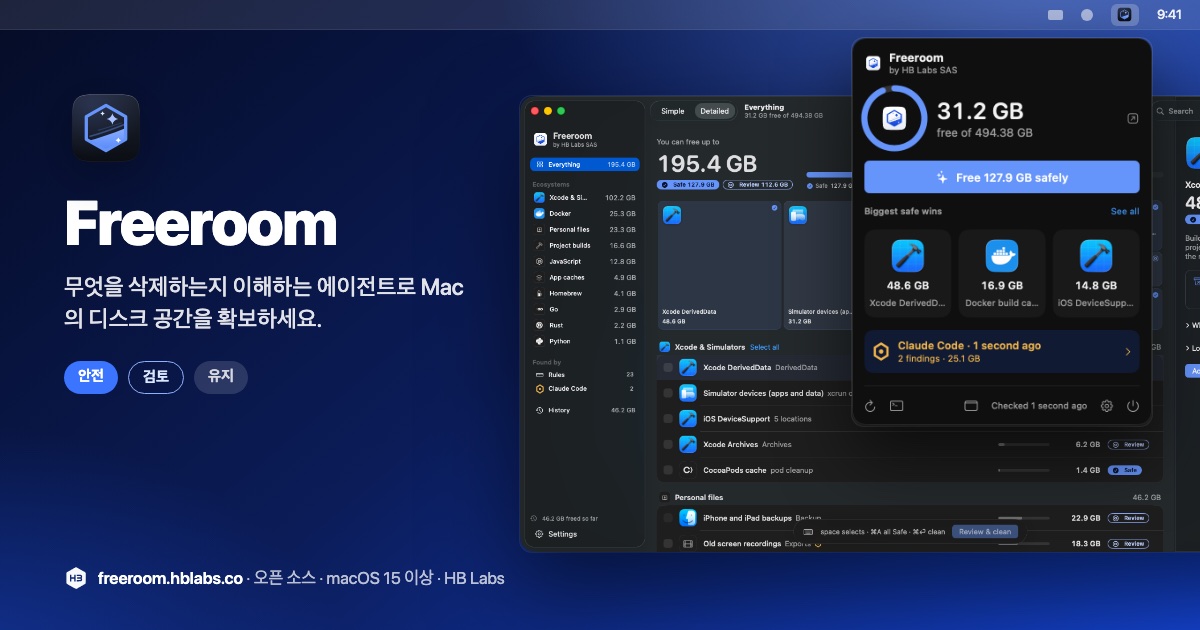 9:41
Freeroom
무엇을 삭제하는지 이해하는 에이전트로 Mac
의 디스크 공간을 확보하세요.
안전
검토
유지
freeroom.hblabs.co · 오픈 소스 · macOS 15 이상 · HB Labs
Freeroom
by HB Labs SAS
Everything 195.4 GB
Ecosystems
Xcode & Si... 102.2 GB
Docker 25.3 GB
Personal files 23.3 GB
Project builds 16.6 GB
JavaScript 12.8 GB
App caches 4.9 GB
Homebrew 4.1 GB
Go 2.9 GB
Rust 2.2 GB
Python 1.1 GB
Found by
Rules 23
Claude Code 2
History 46.2 GB
46.2 GB freed so far
Settings
Simple Detailed
Everything
31.2 GB free of 494.38 GB
Search
You can free up to
195.4 GB
Safe 127.9 GB Review 112.6 GB
Safe 127.9 G
Xcode DerivedData
48.6 GB
Simulator devices (ap...
31.2 GB
Xcode & Simulators Select all
Xcode DerivedData DerivedData
Simulator devices (apps and data) xcrun
iOS DeviceSupport 5 locations
Xcode Archives Archives 6.2 GB Review
CocoaPods cache pod cleanup 1.4 GB Safe
Personal files 46.2 GB
iPhone and iPad backups Backup 22.9 GB Review
space selects · ⌘A all Safe · ⌘⏎ clean Review & clean
Old screen recordings 18.3 GB Review
Freeroom
by HB Labs SAS
31.2 GB
free of 494.38 GB
Free 127.9 GB safely
Biggest safe wins See all
48.6 GB
Xcode DerivedD...
16.9 GB
Docker build ca...
14.8 GB
iOS DeviceSupp...
Claude Code · 1 second ago
2 findings · 25.1 GB
Checked 1 second ago